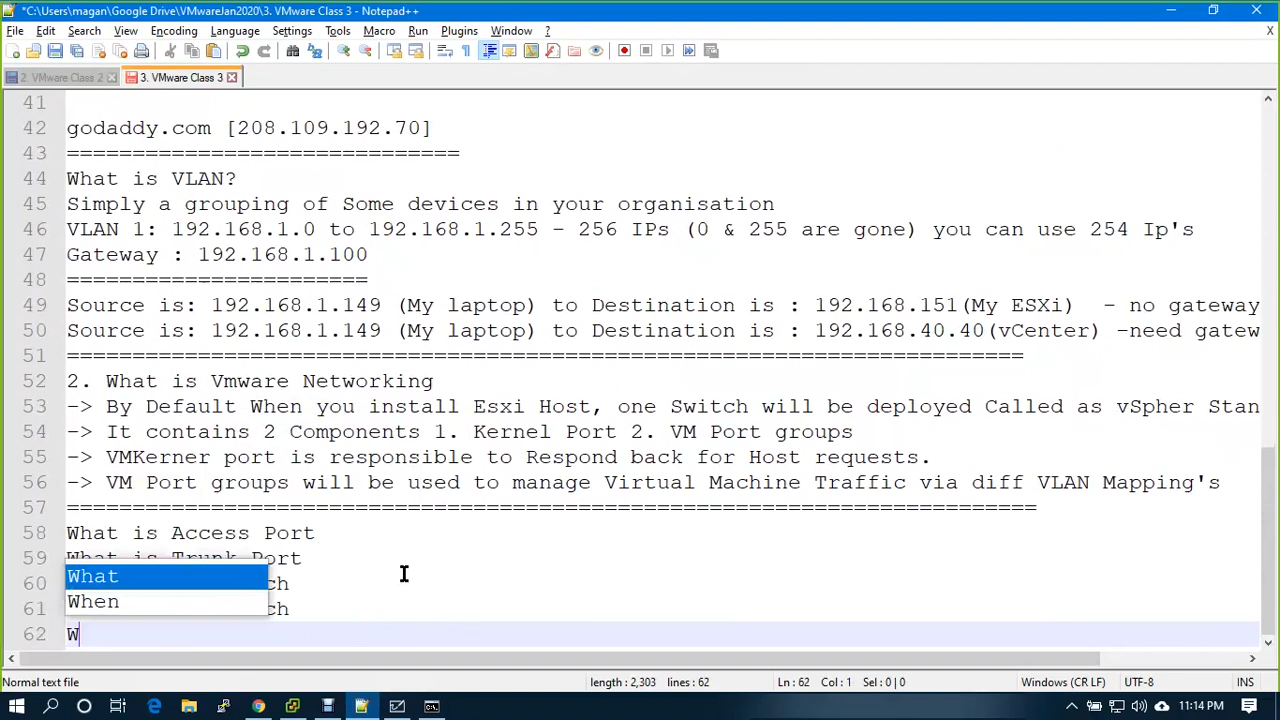 *C:\Users\magan\Google Drive\VMwareJan2020\3. VMware Class 3 - Notepad++
File Edit Search View Encoding Language Settings Tools Macro Run Plugins Window ? X
2. VMware Class 2 3. VMware Class 3
41
42 godaddy.com [208.109.192.70]
43 ==============================
44 What is VLAN?
45 Simply a grouping of Some devices in your organisation
46 VLAN 1: 192.168.1.0 to 192.168.1.255 - 256 IPs (0 & 255 are gone) you can use 254 Ip's
47 Gateway : 192.168.1.100
48 =======================
49 Source is: 192.168.1.149 (My laptop) to Destination is : 192.168.151(My ESXi) - no gateway
50 Source is: 192.168.1.149 (My laptop) to Destination is : 192.168.40.40(vCenter) -need gatew
51 =========================================================================
52 2. What is Vmware Networking
53 -> By Default When you install Esxi Host, one Switch will be deployed Called as vSpher Stan
54 -> It contains 2 Components 1. Kernel Port 2. VM Port groups
55 -> VMKerner port is responsible to Respond back for Host requests.
56 -> VM Port groups will be used to manage Virtual Machine Traffic via diff VLAN Mapping's
57 ==========================================================================
58 What is Access Port
59 What is Trunk Port
60 ch
61 ch
62 W
What
When
Normal text file length : 2,303 lines : 62 Ln : 62 Col : 1 Sel : 0 | 0 Windows (CR LF) UTF-8 INS
11:14 PM